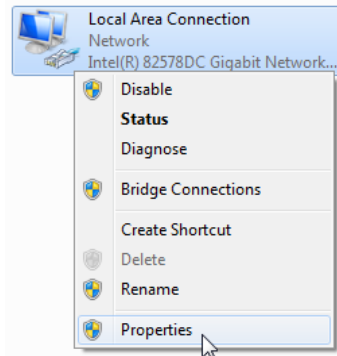 Local Area Connection
Network
Intel(R) 82578DC Gigabit Network...
Disable
Status
Diagnose
Bridge Connections
Create Shortcut
Delete
Rename
Properties